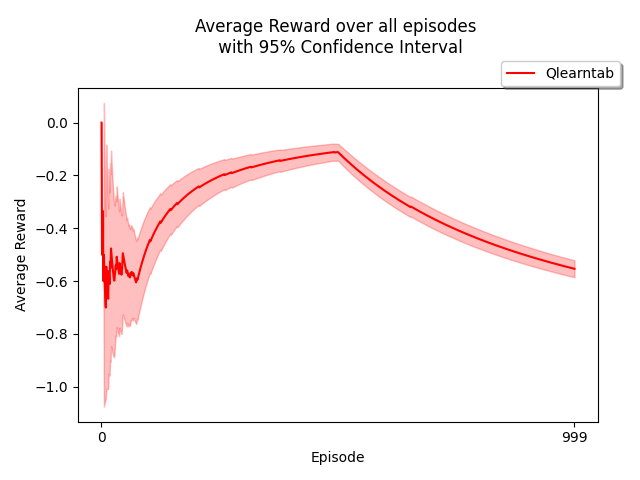 Average Reward over all episodes
with 95% Confidence Interval
Qlearntab
0.0
−0.2
−0.4
−0.6
−0.8
−1.0
Average Reward
0
999
Episode